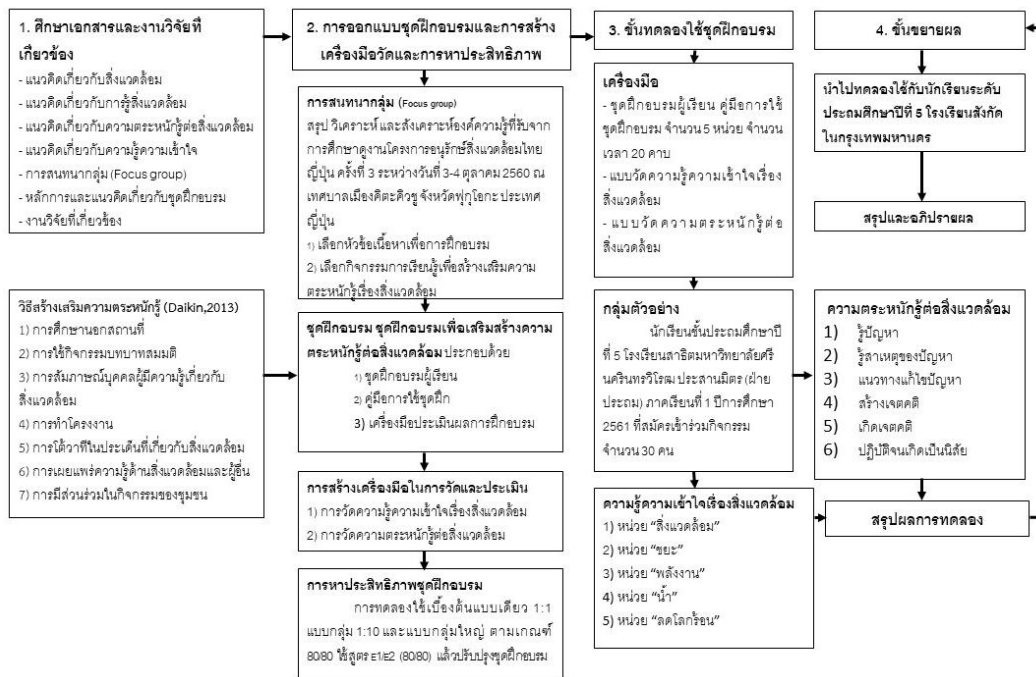 1. ศึกษาเอกสารและงานวิจัยที่
เกี่ยวข้อง
- แนวคิดเกี่ยวกับสิ่งแวดล้อม
- แนวคิดเกี่ยวกับการรู้สิ่งแวดล้อม
- แนวคิดเกี่ยวกับความตระหนักรู้ต่อสิ่งแวดล้อม
- แนวคิดเกี่ยวกับความรู้ความเข้าใจ
- การสนทนากลุ่ม (Focus group)
- หลักการและแนวคิดเกี่ยวกับชุดฝึกอบรม
- งานวิจัยที่เกี่ยวข้อง
วิธีสร้างเสริมความตระหนักรู้ (Daikin,2013)
1) การศึกษานอกสถานที่
2) การใช้กิจกรรมบทบาทสมมติ
3) การสัมภาษณ์บุคคลผู้มีความรู้เกี่ยวกับ
สิ่งแวดล้อม
4) การทำโครงงาน
5) การโต้วาทีในประเด็นที่เกี่ยวกับสิ่งแวดล้อม
6) การเผยแพร่ความรู้ด้านสิ่งแวดล้อมและผู้อื่น
7) การมีส่วนร่วมในกิจกรรมของชุมชน
2. การออกแบบชุดฝึกอบรมและการสร้าง
เครื่องมือวัดและการหาประสิทธิภาพ
การสนทนากลุ่ม (Focus group)
สรุป วิเคราะห์ และสังเคราะห์องค์ความรู้ที่รับจาก
การศึกษาดูงานโครงการอนุรักษ์สิ่งแวดล้อมไทย
ญี่ปุ่น ครั้งที่ 3 ระหว่างวันที่ 3-4 ตุลาคม 2560 ณ
เทศบาลเมืองคิตะคิวชู จังหวัดฟุกุโอกะ ประเทศ
ญี่ปุ่น
1) เลือกหัวข้อเนื้อหาเพื่อการฝึกอบรม
2) เลือกกิจกรรมการเรียนรู้เพื่อสร้างเสริมความ
ตระหนักรู้เรื่องสิ่งแวดล้อม
ชุดฝึกอบรม ชุดฝึกอบรมเพื่อเสริมสร้างความ
ตระหนักรู้ต่อสิ่งแวดล้อม ประกอบด้วย
1) ชุดฝึกอบรมผู้เรียน
2) คู่มือการใช้ชุดฝึก
3) เครื่องมือประเมินผลการฝึกอบรม
การสร้างเครื่องมือในการวัดและประเมิน
1) การวัดความรู้ความเข้าใจเรื่องสิ่งแวดล้อม
2) การวัดความตระหนักรู้ต่อสิ่งแวดล้อม
การหาประสิทธิภาพชุดฝึกอบรม
การทดลองใช้เบื้องต้นแบบเดียว 1:1
แบบกลุ่ม 1:10 และแบบกลุ่มใหญ่ ตามเกณฑ์
80/80 ใช้สูตร E1/E2 (80/80) แล้วปรับปรุงชุดฝึกอบรม
3. ขั้นทดลองใช้ชุดฝึกอบรม
เครื่องมือ
- ชุดฝึกอบรมผู้เรียน คู่มือการใช้
ชุดฝึกอบรม จำนวน 5 หน่วย จำนวน
เวลา 20 คาบ
- แบบวัดความรู้ความเข้าใจเรื่อง
สิ่งแวดล้อม
- แบบวัดความตระหนักรู้ต่อ
สิ่งแวดล้อม
กลุ่มตัวอย่าง
นักเรียนชั้นประถมศึกษาปี
ที่ 5 โรงเรียนสาธิตมหาวิทยาลัยศรี
นครินทรวิโรฒ ประสานมิตร (ฝ่าย
ประถม) ภาคเรียนที่ 1 ปีการศึกษา
2561 ที่สมัครเข้าร่วมกิจกรรม
จำนวน 30 คน
ความรู้ความเข้าใจเรื่องสิ่งแวดล้อม
1) หน่วย “สิ่งแวดล้อม”
2) หน่วย “ขยะ”
3) หน่วย “พลังงาน”
4) หน่วย “น้ำ”
5) หน่วย “ลดโลกร้อน”
4. ขั้นขยายผล
นำไปทดลองใช้กับนักเรียนระดับ
ประถมศึกษาปีที่ 5 โรงเรียนสังกัด
ในกรุงเทพมหานคร
สรุปและอภิปรายผล
ความตระหนักรู้ต่อสิ่งแวดล้อม
1) รู้ปัญหา
2) รู้สาเหตุของปัญหา
3) แนวทางแก้ไขปัญหา
4) สร้างเจตคติ
5) เกิดเจตคติ
6) ปฏิบัติจนเกิดเป็นนิสัย
สรุปผลการทดลอง